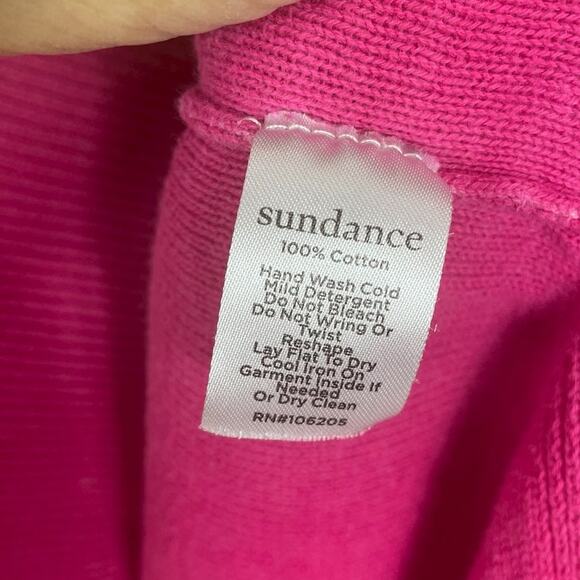 sundance
100% Cotton
Hand Wash Cold
Mild Detergent
Do Not Bleach
Do Not Wring Or
Twist
Reshape
Lay Flat To Dry
Cool Iron On
Garment Inside If
Needed
Or Dry Clean
RN#106205